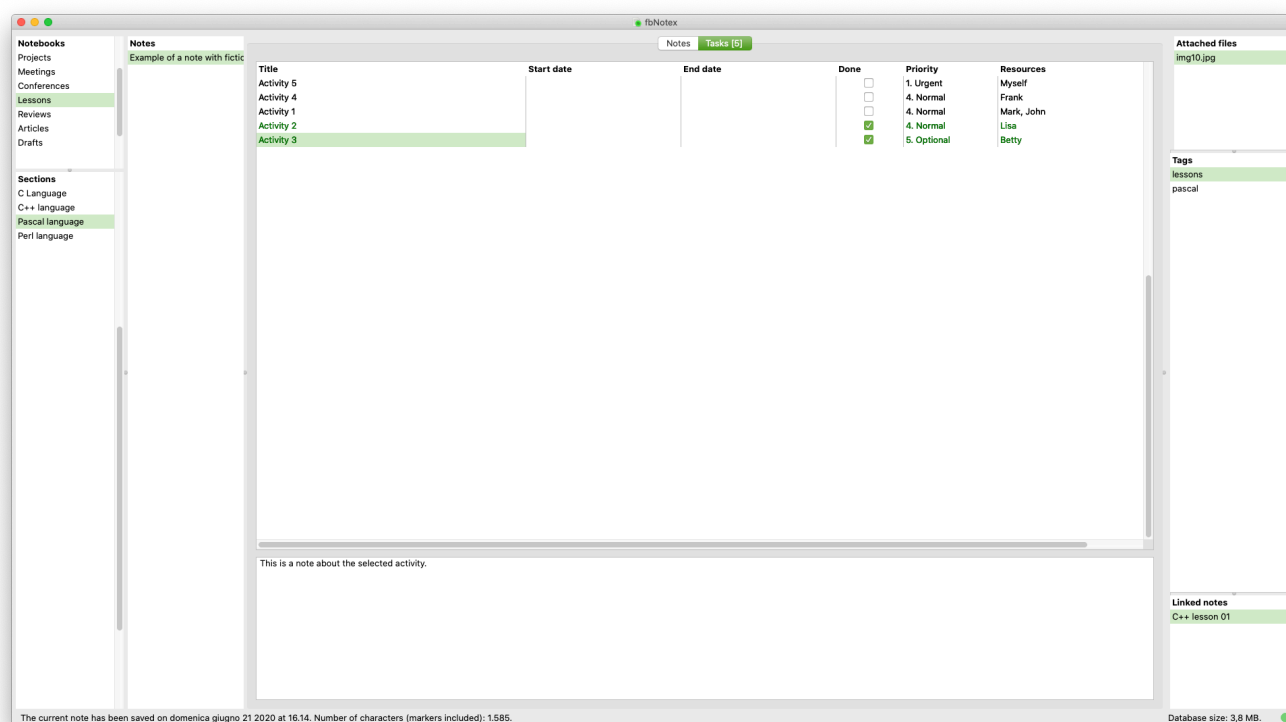 fbNotex
Notebooks
Projects
Meetings
Conferences
Lessons
Reviews
Articles
Drafts
Sections
C Language
C++ language
Pascal language
Perl language
Notes
Example of a note with fictic
Notes Tasks [5]
Title Start date End date Done Priority Resources
Activity 5 1. Urgent Myself
Activity 4 4. Normal Frank
Activity 1 4. Normal Mark, John
Activity 2 4. Normal Lisa
Activity 3 5. Optional Betty
This is a note about the selected activity.
Attached files
img10.jpg
Tags
lessons
pascal
Linked notes
C++ lesson 01
The current note has been saved on domenica giugno 21 2020 at 16.14. Number of characters (markers included): 1.585.
Database size: 3,8 MB.